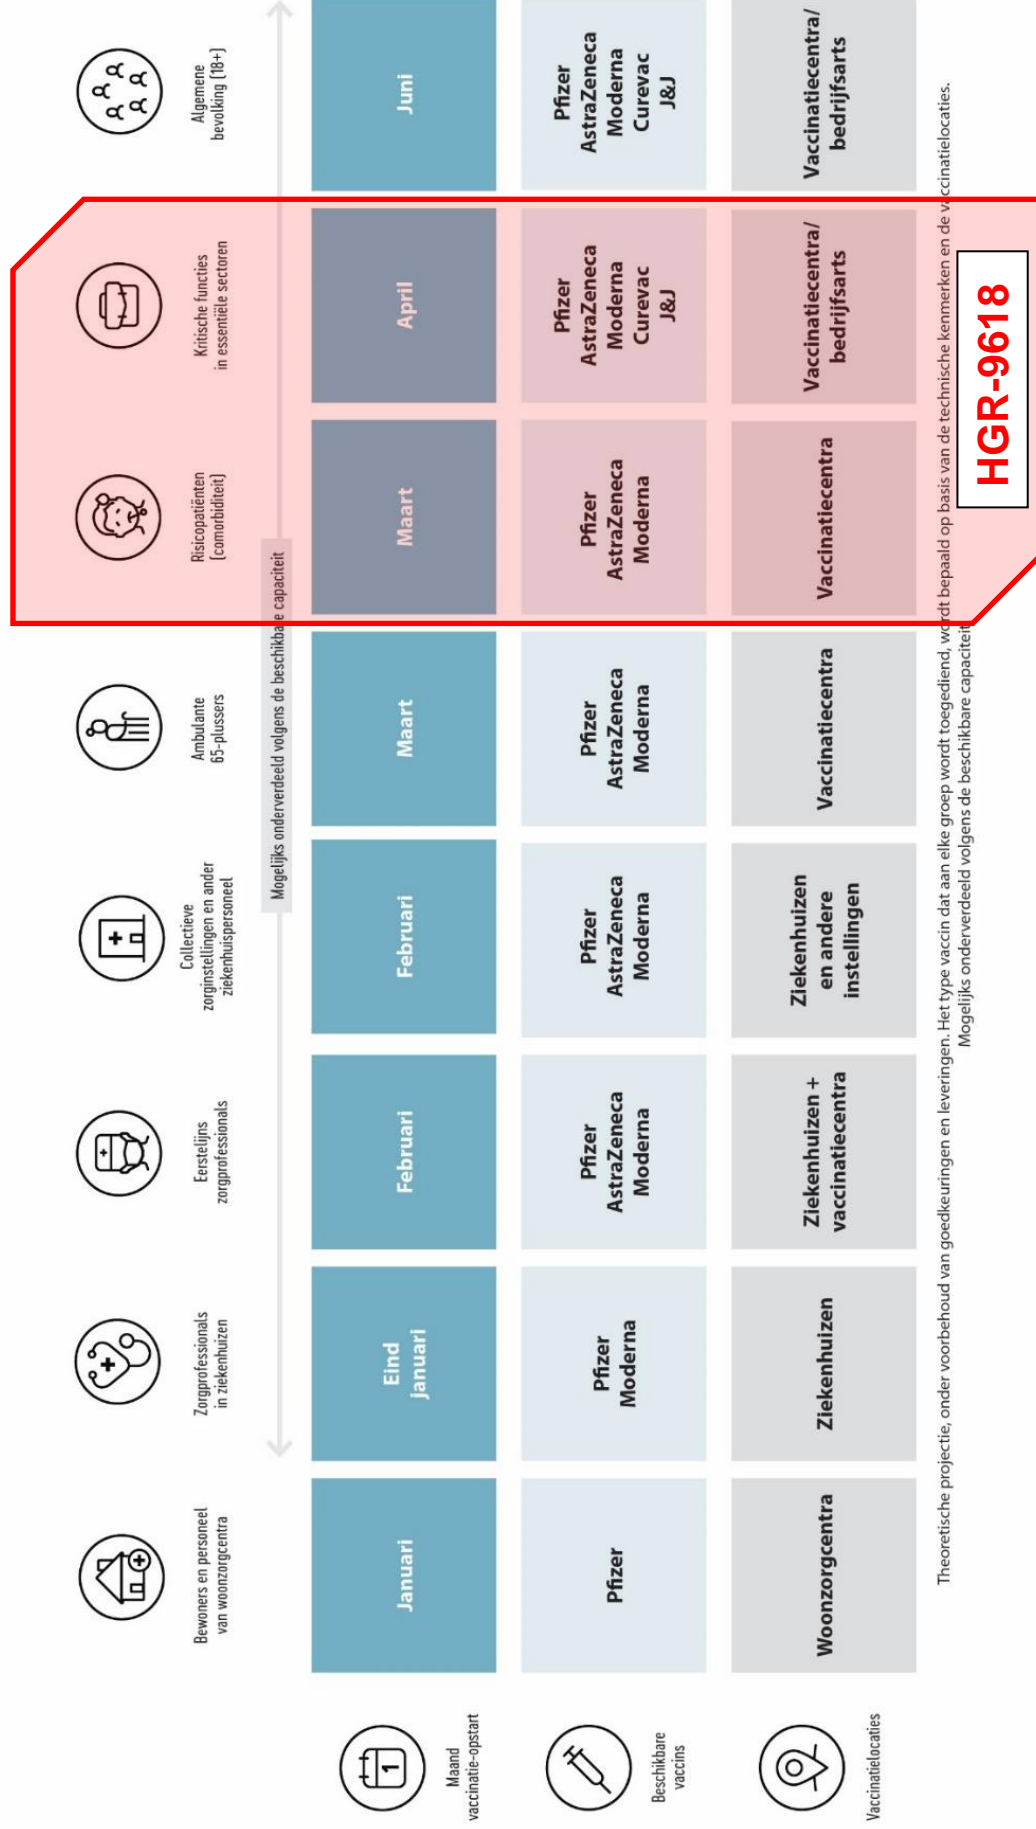 Bewoners en personeel
van woonzorgcentra
Zorgprofessionals
in ziekenhuizen
Eerstelijns
zorgprofessionals
Collectieve
zorginstellingen en ander
ziekenhuispersoneel
Ambulante
65-plussers
Risicopatiënten
(comorbiditeit)
Kritische functies
in essentiële sectoren
Algemene
bevolking (18+)
Mogelijks onderverdeeld volgens de beschikbare capaciteit
1
Maand
vaccinatie-opstart
Januari
Eind
januari
Februari
Februari
Maart
Maart
April
Juni
Beschikbare
vaccins
Pfizer
Pfizer
Moderna
Pfizer
AstraZeneca
Moderna
Pfizer
AstraZeneca
Moderna
Pfizer
AstraZeneca
Moderna
Pfizer
AstraZeneca
Moderna
Pfizer
AstraZeneca
Moderna
Curevac
J&J
Pfizer
AstraZeneca
Moderna
Curevac
J&J
Vaccinatielocaties
Woonzorgcentra
Ziekenhuizen
Ziekenhuizen +
vaccinatiecentra
Ziekenhuizen
en andere
instellingen
Vaccinatiecentra
Vaccinatiecentra
Vaccinatiecentra/
bedrijfsarts
Vaccinatiecentra/
bedrijfsarts
Theoretische projectie, onder voorbehoud van goedkeuringen en leveringen. Het type vaccin dat aan elke groep wordt toegediend, wordt bepaald op basis van de technische kenmerken en de vaccinatielocaties.
Mogelijks onderverdeeld volgens de beschikbare capaciteit
HGR-9618